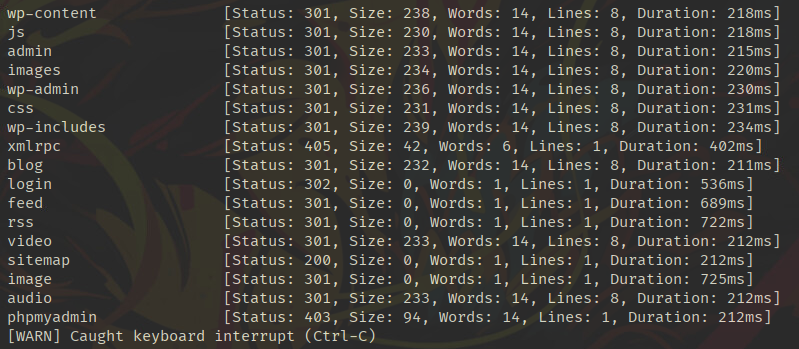 wp-content [Status: 301, Size: 238, Words: 14, Lines: 8, Duration: 218ms]
js [Status: 301, Size: 230, Words: 14, Lines: 8, Duration: 218ms]
admin [Status: 301, Size: 233, Words: 14, Lines: 8, Duration: 215ms]
images [Status: 301, Size: 234, Words: 14, Lines: 8, Duration: 220ms]
wp-admin [Status: 301, Size: 236, Words: 14, Lines: 8, Duration: 230ms]
css [Status: 301, Size: 231, Words: 14, Lines: 8, Duration: 231ms]
wp-includes [Status: 301, Size: 239, Words: 14, Lines: 8, Duration: 234ms]
xmlrpc [Status: 405, Size: 42, Words: 6, Lines: 1, Duration: 402ms]
blog [Status: 301, Size: 232, Words: 14, Lines: 8, Duration: 211ms]
login [Status: 302, Size: 0, Words: 1, Lines: 1, Duration: 536ms]
feed [Status: 301, Size: 0, Words: 1, Lines: 1, Duration: 689ms]
rss [Status: 301, Size: 0, Words: 1, Lines: 1, Duration: 722ms]
video [Status: 301, Size: 233, Words: 14, Lines: 8, Duration: 212ms]
sitemap [Status: 200, Size: 0, Words: 1, Lines: 1, Duration: 212ms]
image [Status: 301, Size: 0, Words: 1, Lines: 1, Duration: 725ms]
audio [Status: 301, Size: 233, Words: 14, Lines: 8, Duration: 212ms]
phpmyadmin [Status: 403, Size: 94, Words: 14, Lines: 1, Duration: 212ms]
[WARN] Caught keyboard interrupt (Ctrl-C)